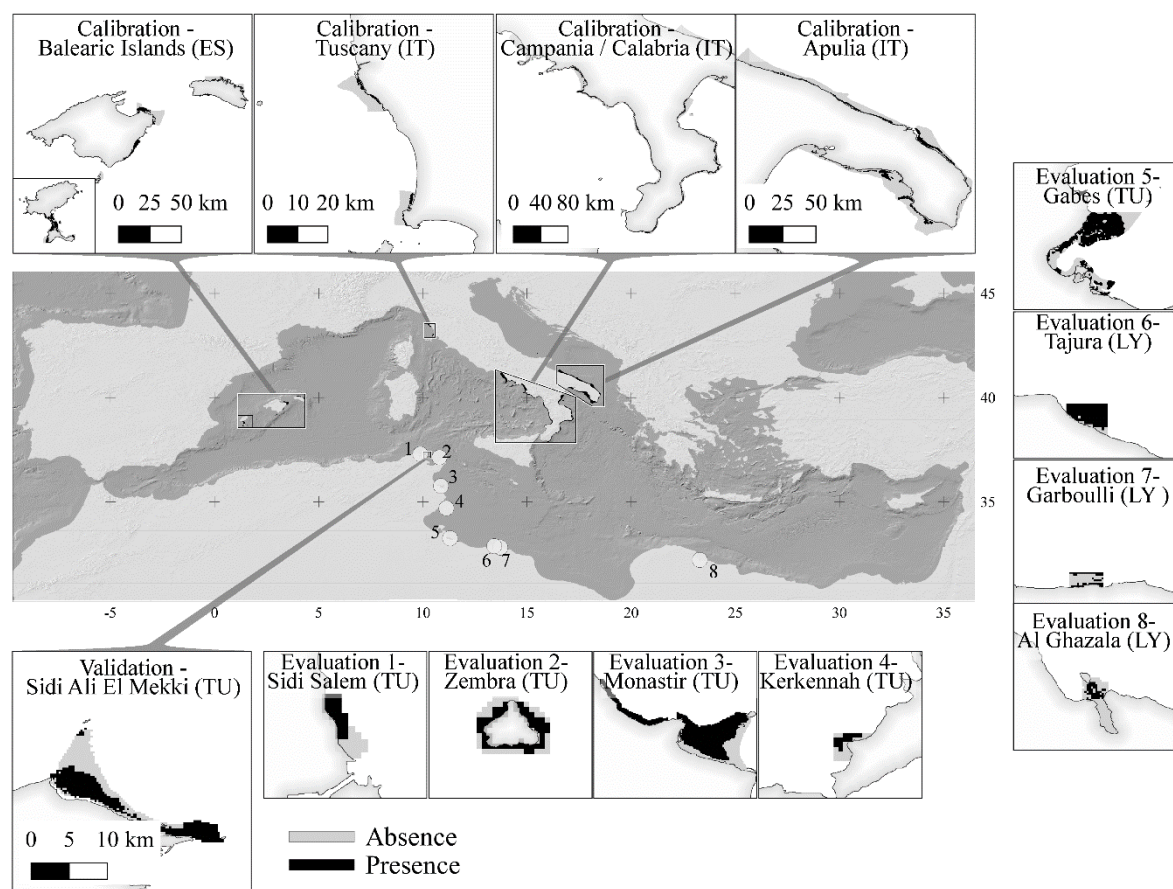 Calibration -
Balearic Islands (ES)
0 25 50 km
Calibration -
Tuscany (IT)
0 10 20 km
Calibration -
Campania / Calabria (IT)
0 40 80 km
Calibration -
Apulia (IT)
0 25 50 km
Evaluation 5-
Gabes (TU)
Evaluation 6-
Tajura (LY)
Evaluation 7-
Garboulli (LY )
Evaluation 8-
Al Ghazala (LY)
45
40
35
1
2
3
4
5
6
7
8
-5 0 5 10 15 20 25 30 35
Validation -
Sidi Ali El Mekki (TU)
0 5 10 km
Evaluation 1-
Sidi Salem (TU)
Evaluation 2-
Zembra (TU)
Evaluation 3-
Monastir (TU)
Evaluation 4-
Kerkennah (TU)
Absence
Presence